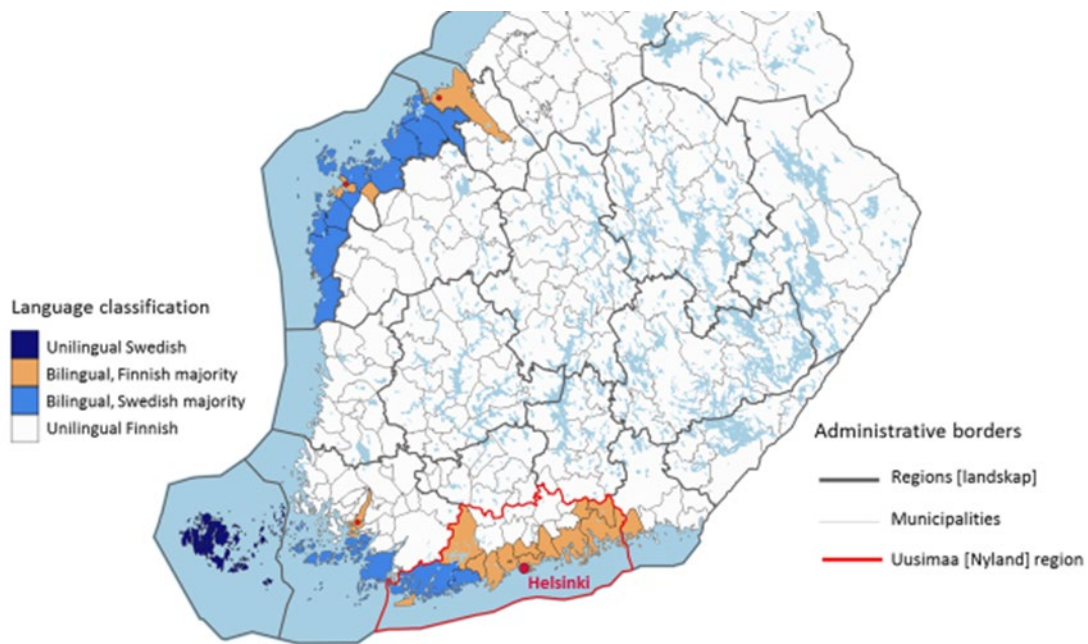 Language classification
Unilingual Swedish
Bilingual, Finnish majority
Bilingual, Swedish majority
Unilingual Finnish
Administrative borders
Regions [landskap]
Municipalities
Uusimaa [Nyland] region
Helsinki